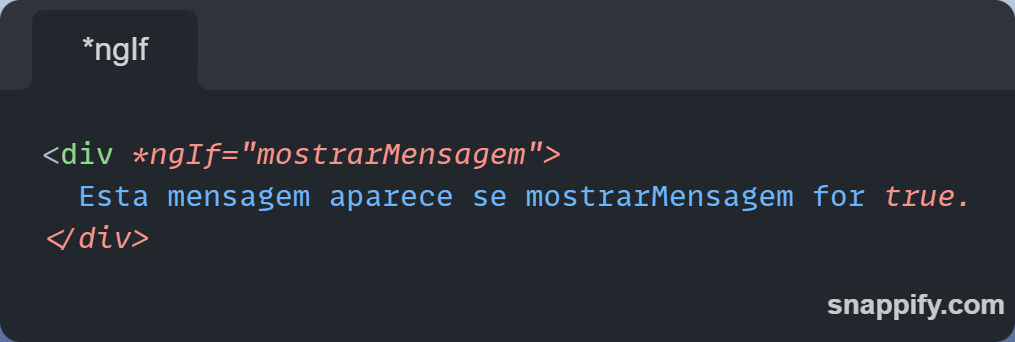 *ngIf
<div *ngIf="mostrarMensagem">
  Esta mensagem aparece se mostrarMensagem for true.
</div>
snappify.com